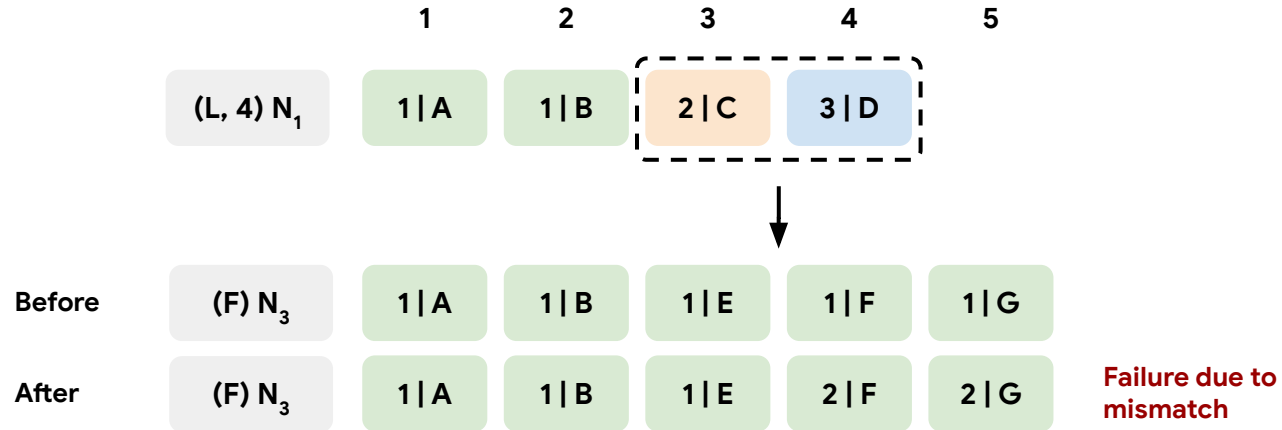 1 2 3 4 5
(L, 4) N1 1 | A 1 | B 2 | C 3 | D
Before (F) N3 1 | A 1 | B 1 | E 1 | F 1 | G
After (F) N3 1 | A 1 | B 1 | E 2 | F 2 | G
Failure due to
mismatch